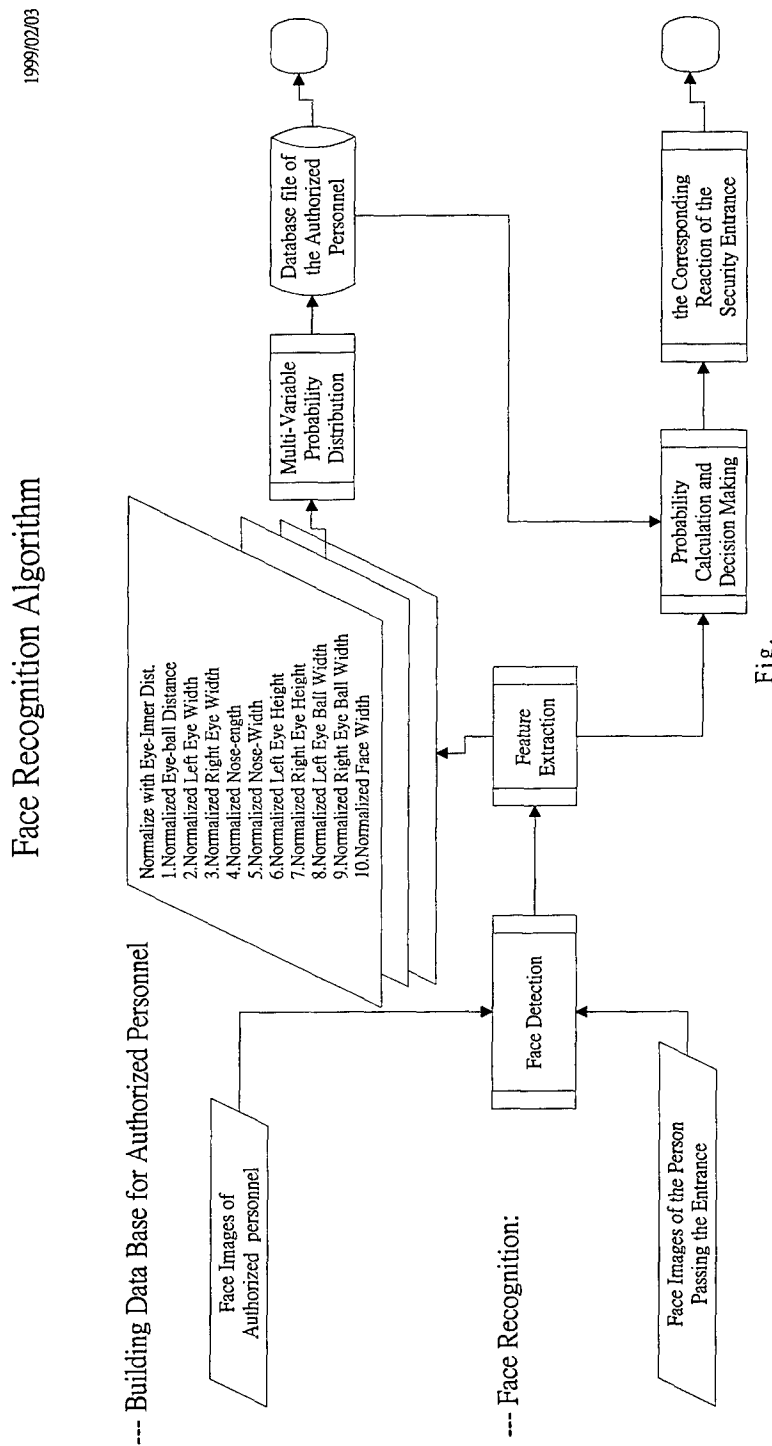 1999/02/03
Face Recognition Algorithm
--- Building Data Base for Authorized Personnel
Face Images of
Authorized personnel
Normalize with Eye-Inner Dist.
1.Normalized Eye-ball Distance
2.Normalized Left Eye Width
3.Normalized Right Eye Width
4.Normalized Nose-ength
5.Normalized Nose-Width
6.Normalized Left Eye Height
7.Normalized Right Eye Height
8.Normalized Left Eye Ball Width
9.Normalized Right Eye Ball Width
10.Normalized Face Width
Multi-Variable
Probability
Distribution
Database file of
the Authorized
Personnel
--- Face Recognition:
Face Detection
Feature
Extraction
Face Images of the Person
Passing the Entrance
Probability
Calculation and
Decision Making
the Corresponding
Reaction of the
Security Entrance
Fig.